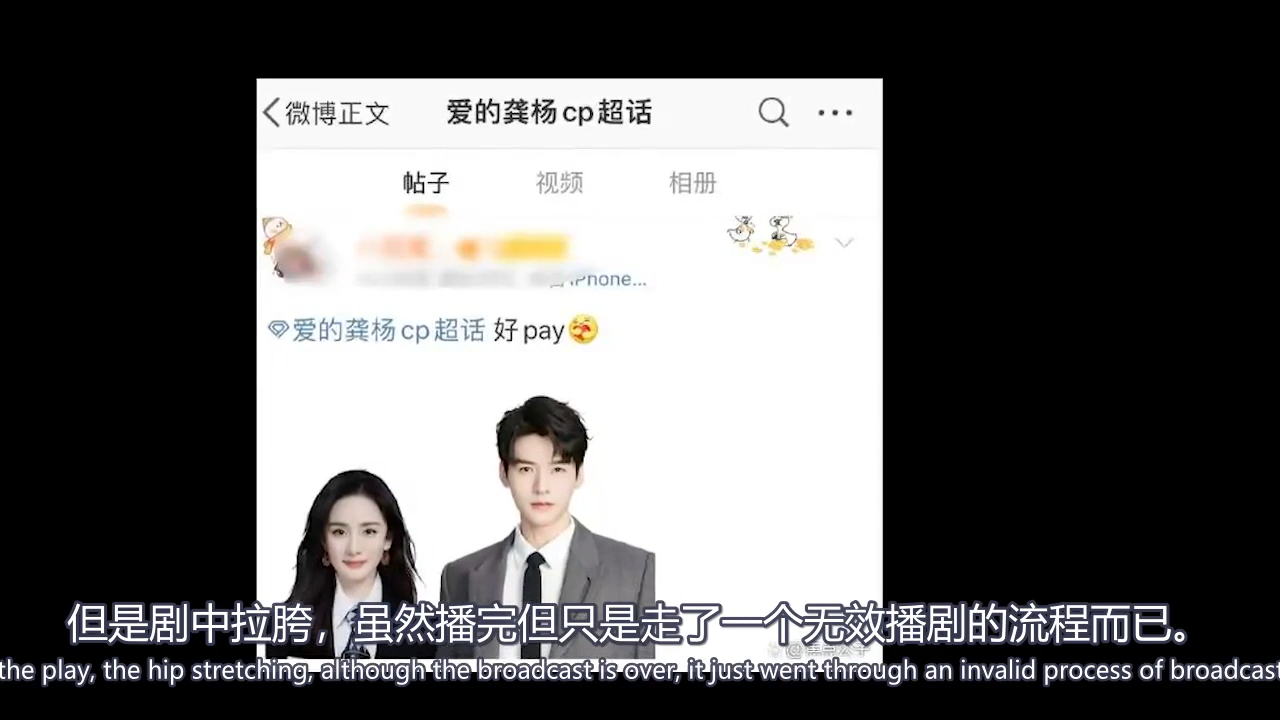 微博正文
爱的龚杨cp超话
帖子
视频
相册
iPhone...
爱的龚杨cp超话 好pay
但是剧中拉胯，虽然播完但只是走了一个无效播剧的流程而已。
the play, the hip stretching, although the broadcast is over, it just went through an invalid process of broadcast